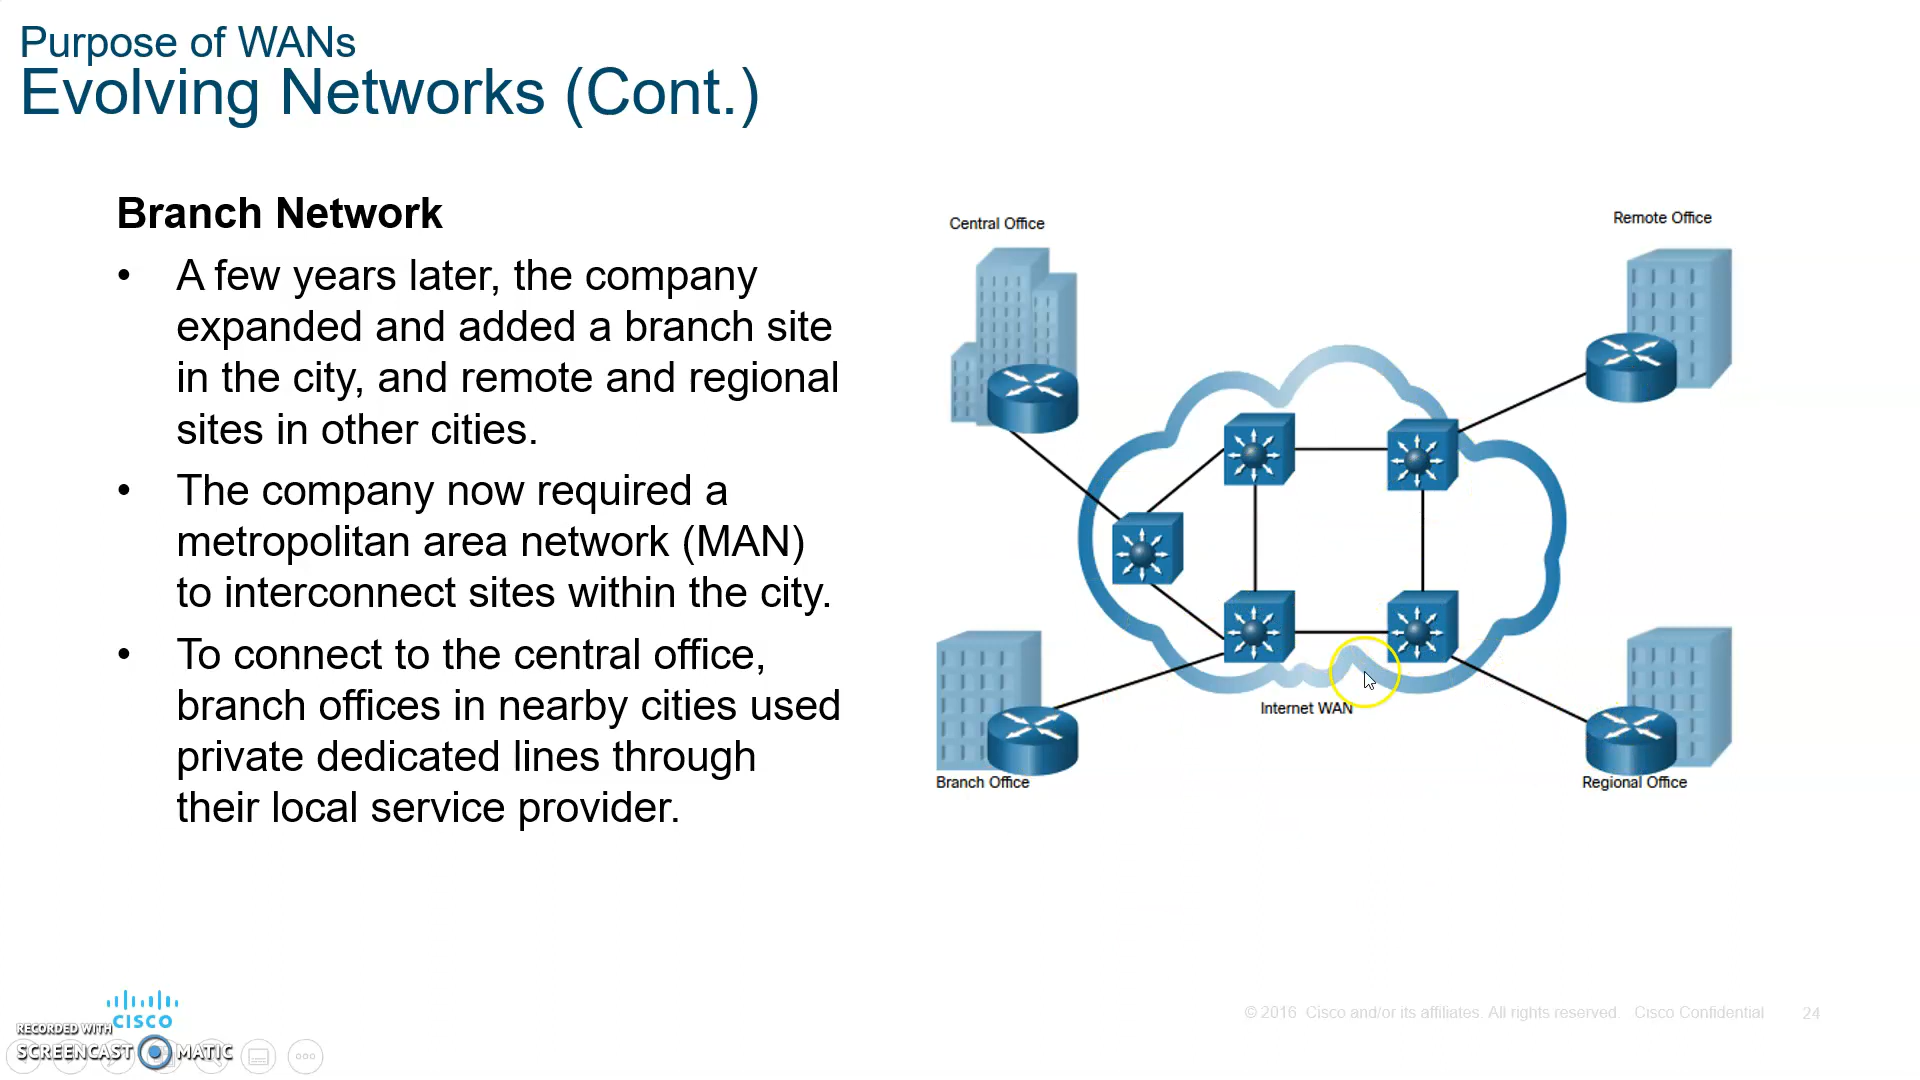 Purpose of WANs
Evolving Networks (Cont.)
Branch Network
• A few years later, the company
expanded and added a branch site
in the city, and remote and regional
sites in other cities.
• The company now required a
metropolitan area network (MAN)
to interconnect sites within the city.
• To connect to the central office,
branch offices in nearby cities used
private dedicated lines through
their local service provider.
Central Office
Remote Office
Internet WAN
Branch Office
Regional Office
CISCO
RECORDED WITH
SCREENCAST MATIC
© 2016 Cisco and/or its affiliates. All rights reserved. Cisco Confidential
24